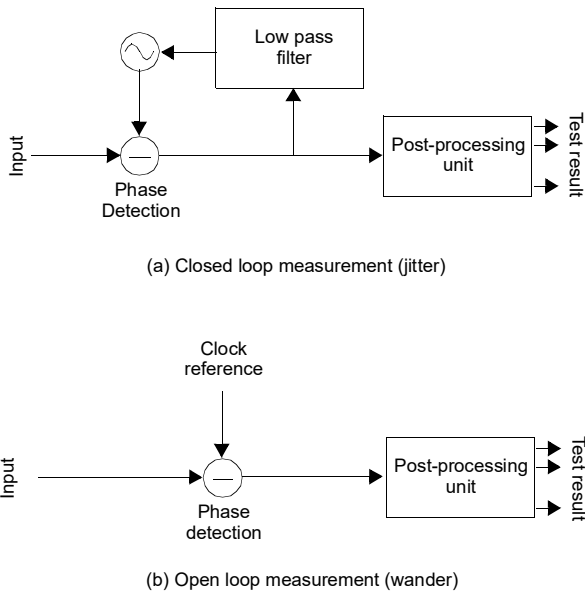 Low pass
filter
Input
Phase
Detection
Post-processing
unit
Test result
(a) Closed loop measurement (jitter)
Clock
reference
Input
Phase
detection
Post-processing
unit
Test result
(b) Open loop measurement (wander)